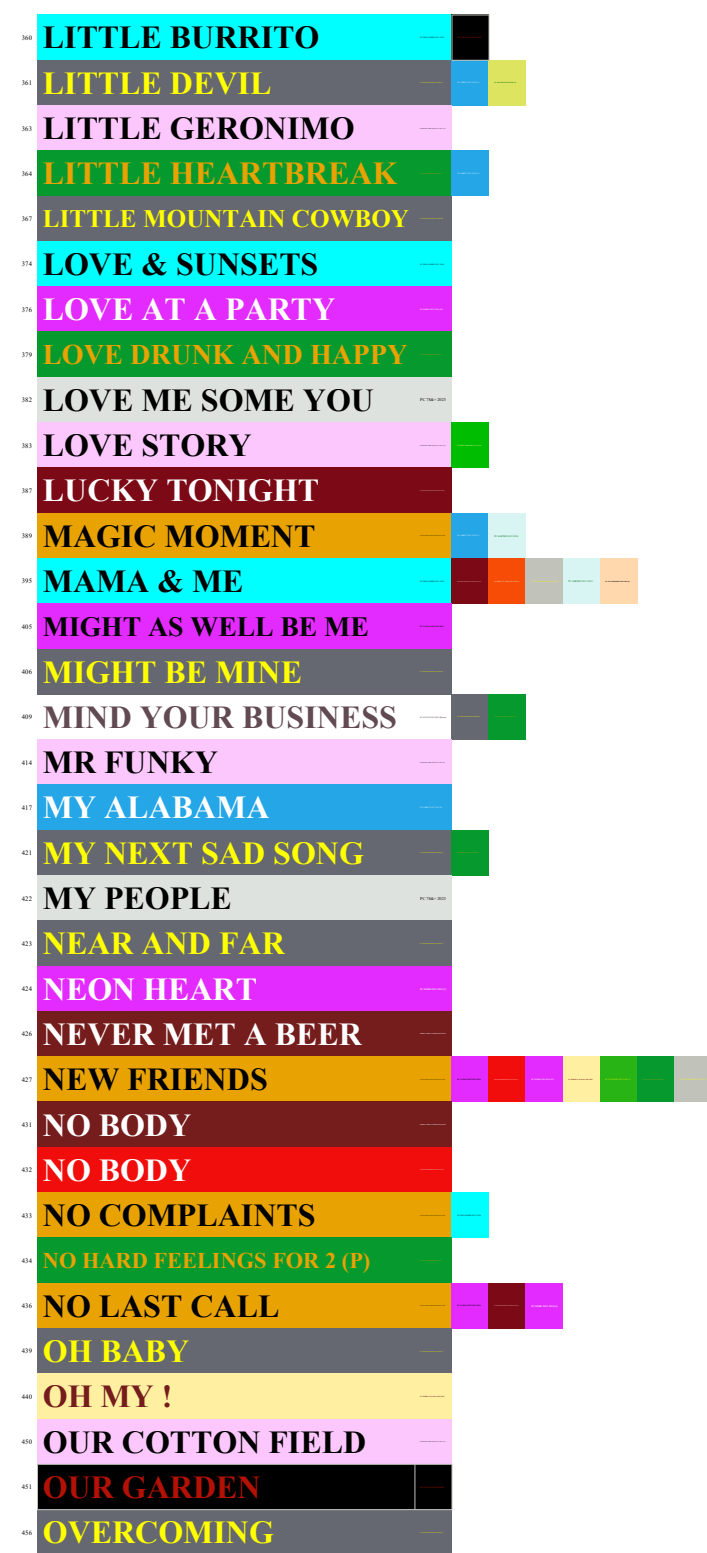 360 LITTLE BURRITO
361 LITTLE DEVIL
363 LITTLE GERONIMO
364 LITTLE HEARTBREAK
367 LITTLE MOUNTAIN COWBOY
374 LOVE & SUNSETS
376 LOVE AT A PARTY
379 LOVE DRUNK AND HAPPY
382 LOVE ME SOME YOU
383 LOVE STORY
387 LUCKY TONIGHT
389 MAGIC MOMENT
395 MAMA & ME
405 MIGHT AS WELL BE ME
406 MIGHT BE MINE
409 MIND YOUR BUSINESS
414 MR FUNKY
417 MY ALABAMA
421 MY NEXT SAD SONG
422 MY PEOPLE
423 NEAR AND FAR
424 NEON HEART
426 NEVER MET A BEER
427 NEW FRIENDS
431 NO BODY
432 NO BODY
433 NO COMPLAINTS
434 NO HARD FEELINGS FOR 2 (P)
436 NO LAST CALL
439 OH BABY
440 OH MY !
450 OUR COTTON FIELD
451 OUR GARDEN
456 OVERCOMING